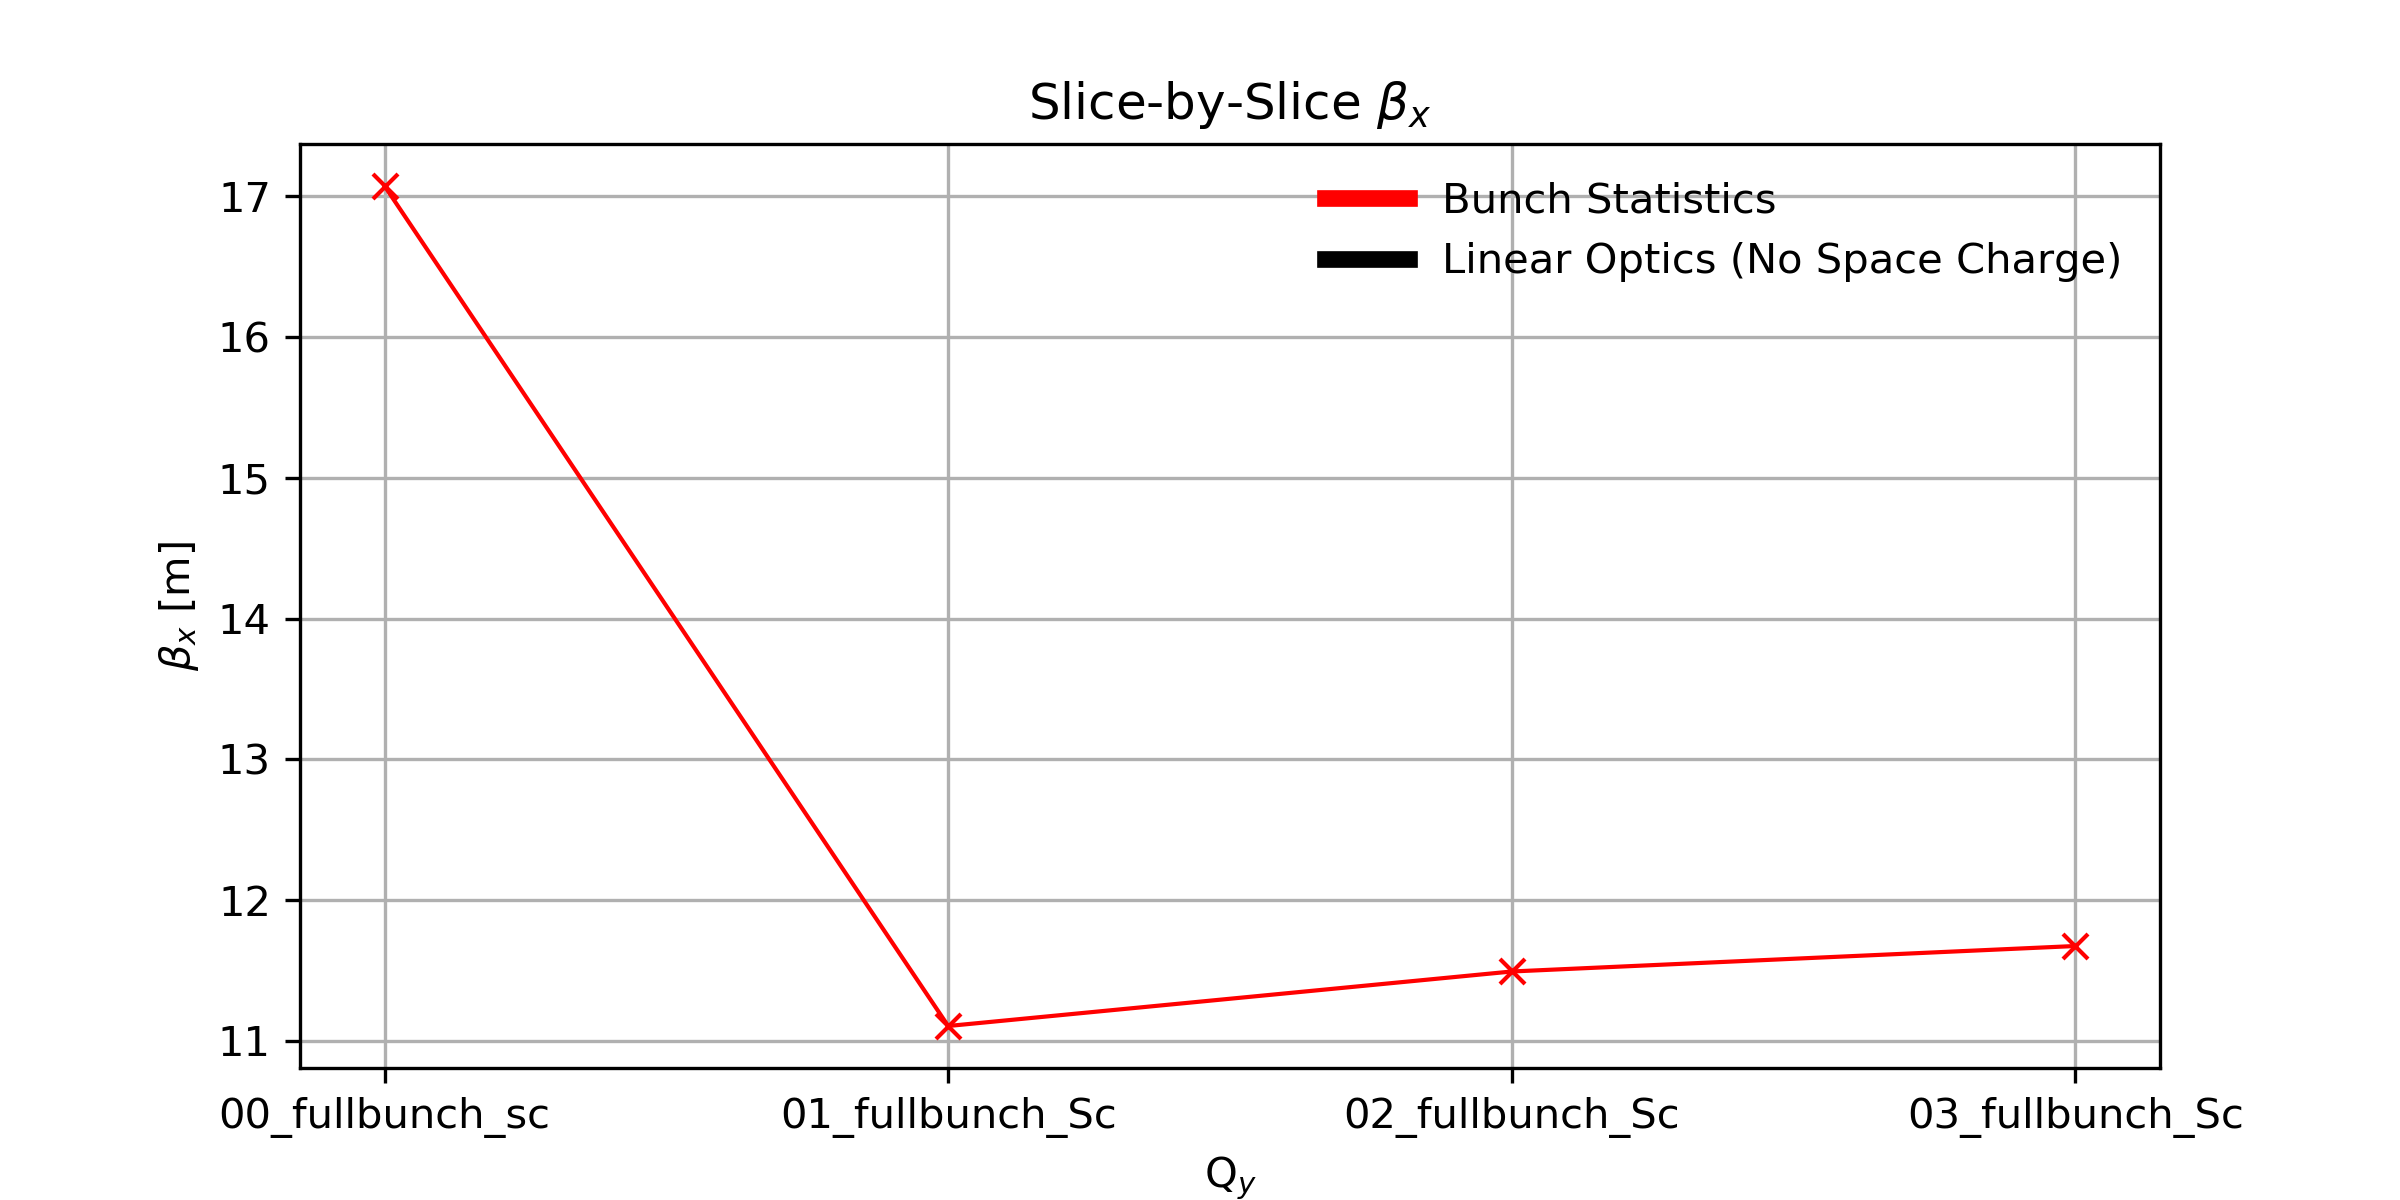 Slice-by-Slice βx
17
16
15
14
13
12
11
βx [m]
Bunch Statistics
Linear Optics (No Space Charge)
00_fullbunch_sc 01_fullbunch_Sc 02_fullbunch_Sc 03_fullbunch_Sc
Qy